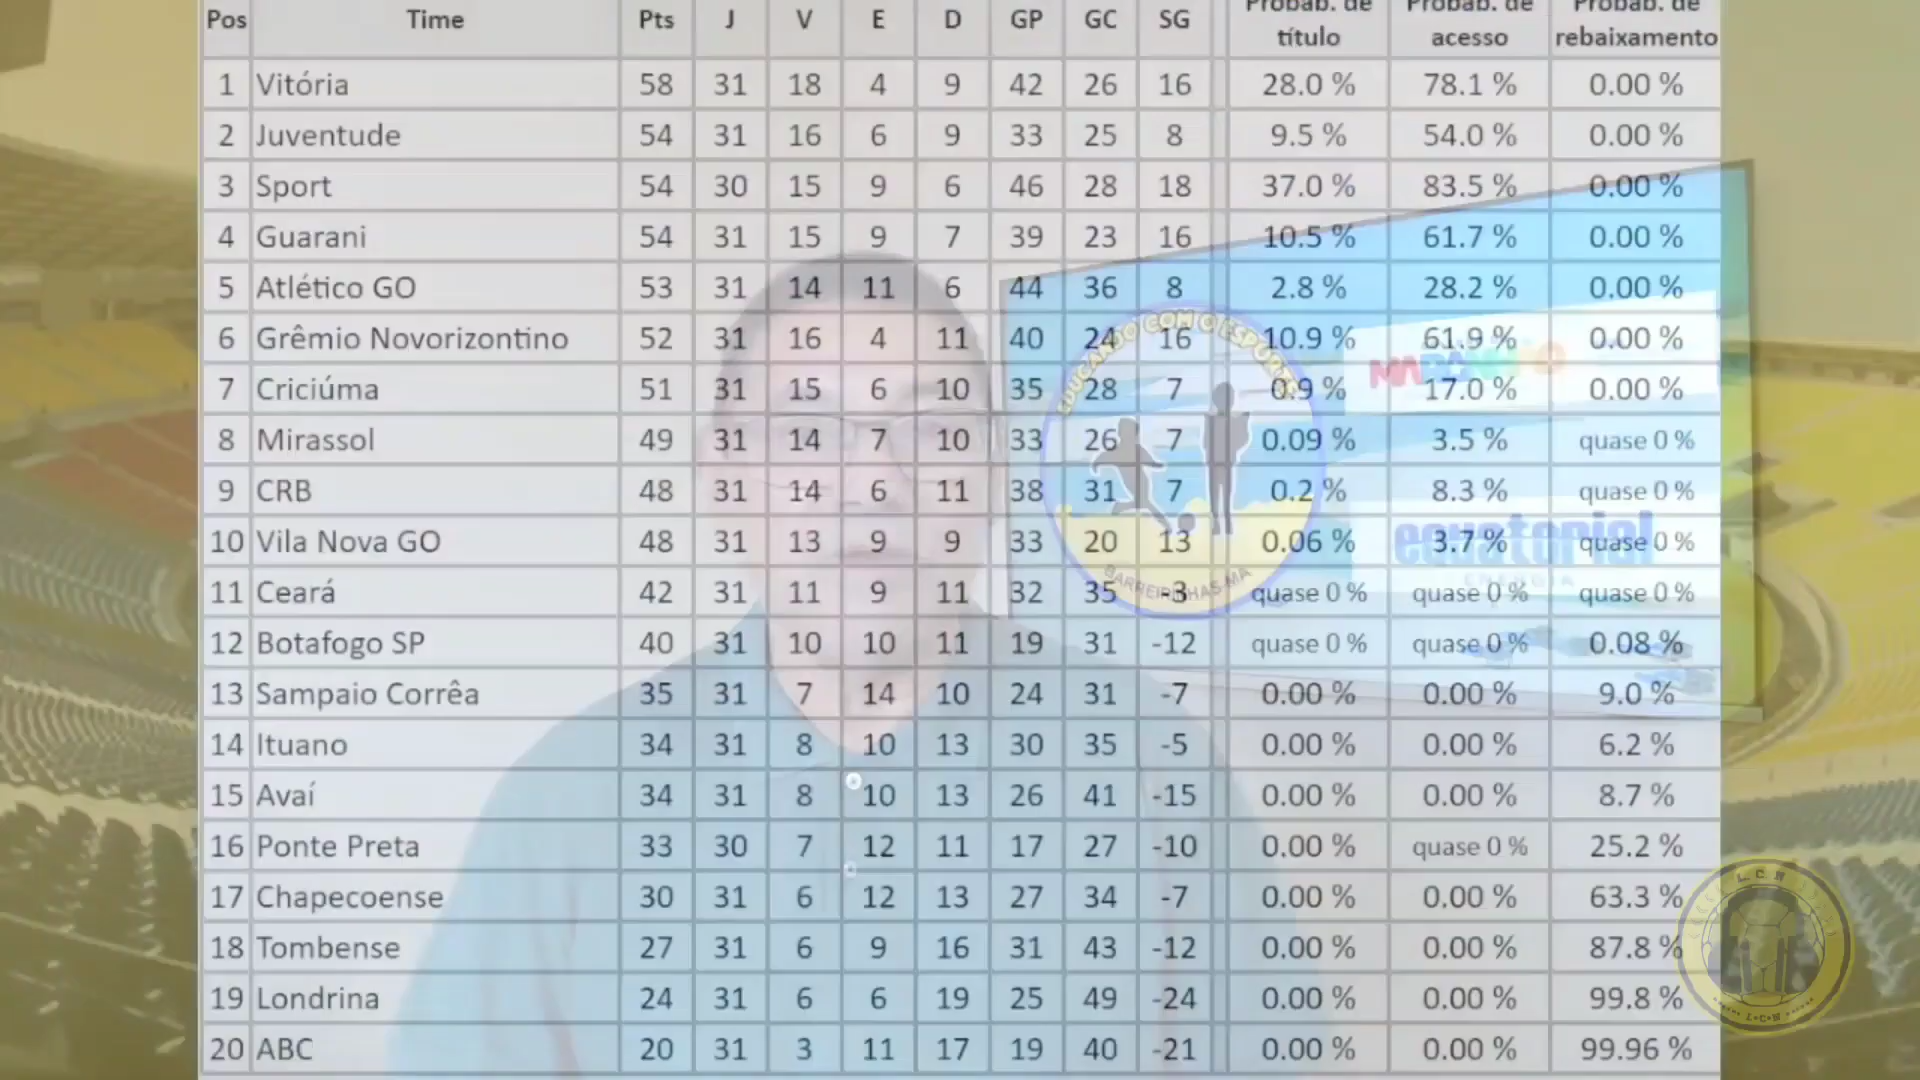 Pos Time Pts J V E D GP GC SG Probab. de título Probab. de acesso Probab. de rebaixamento
1 Vitória 58 31 18 4 9 42 26 16 28.0 % 78.1 % 0.00 %
2 Juventude 54 31 16 6 9 33 25 8 9.5 % 54.0 % 0.00 %
3 Sport 54 30 15 9 6 46 28 18 37.0 % 83.5 % 0.00 %
4 Guarani 54 31 15 9 7 39 23 16 10.5 % 61.7 % 0.00 %
5 Atlético GO 53 31 14 11 6 44 36 8 2.8 % 28.2 % 0.00 %
6 Grêmio Novorizontino 52 31 16 4 11 40 24 16 10.9 % 61.9 % 0.00 %
7 Criciúma 51 31 15 6 10 35 28 7 0.9 % 17.0 % 0.00 %
8 Mirassol 49 31 14 7 10 33 26 7 0.09 % 3.5 % quase 0 %
9 CRB 48 31 14 6 11 38 31 7 0.2 % 8.3 % quase 0 %
10 Vila Nova GO 48 31 13 9 9 33 20 13 0.06 % 3.7 % quase 0 %
11 Ceará 42 31 11 9 11 32 35 -3 quase 0 % quase 0 % quase 0 %
12 Botafogo SP 40 31 10 10 11 19 31 -12 quase 0 % quase 0 % 0.08 %
13 Sampaio Corrêa 35 31 7 14 10 24 31 -7 0.00 % 0.00 % 9.0 %
14 Ituano 34 31 8 10 13 30 35 -5 0.00 % 0.00 % 6.2 %
15 Avaí 34 31 8 10 13 26 41 -15 0.00 % 0.00 % 8.7 %
16 Ponte Preta 33 30 7 12 11 17 27 -10 0.00 % quase 0 % 25.2 %
17 Chapecoense 30 31 6 12 13 27 34 -7 0.00 % 0.00 % 63.3 %
18 Tombense 27 31 6 9 16 31 43 -12 0.00 % 0.00 % 87.8 %
19 Londrina 24 31 6 6 19 25 49 -24 0.00 % 0.00 % 99.8 %
20 ABC 20 31 3 11 17 19 40 -21 0.00 % 0.00 % 99.96 %
EDUCANDO COM O ESPORTE
BARREIRINHAS-MA
MARANHÃO
equatorial
ENERGIA
L.C.N
L•C•N